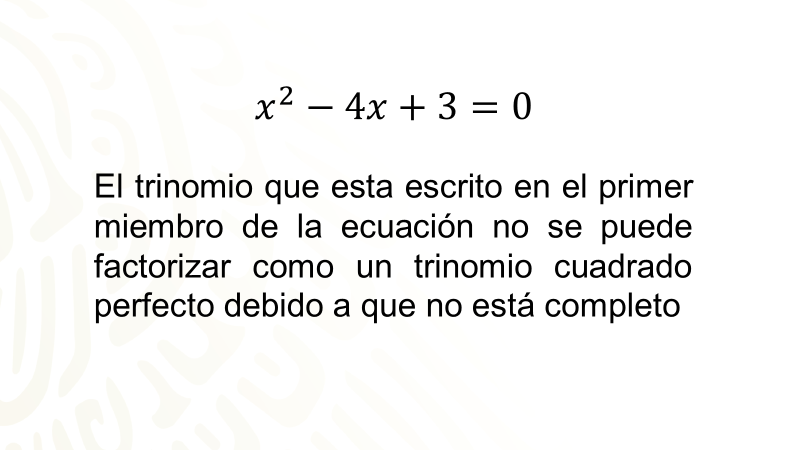 x² − 4x + 3 = 0
El trinomio que esta escrito en el primer
miembro de la ecuación no se puede
factorizar como un trinomio cuadrado
perfecto debido a que no está completo